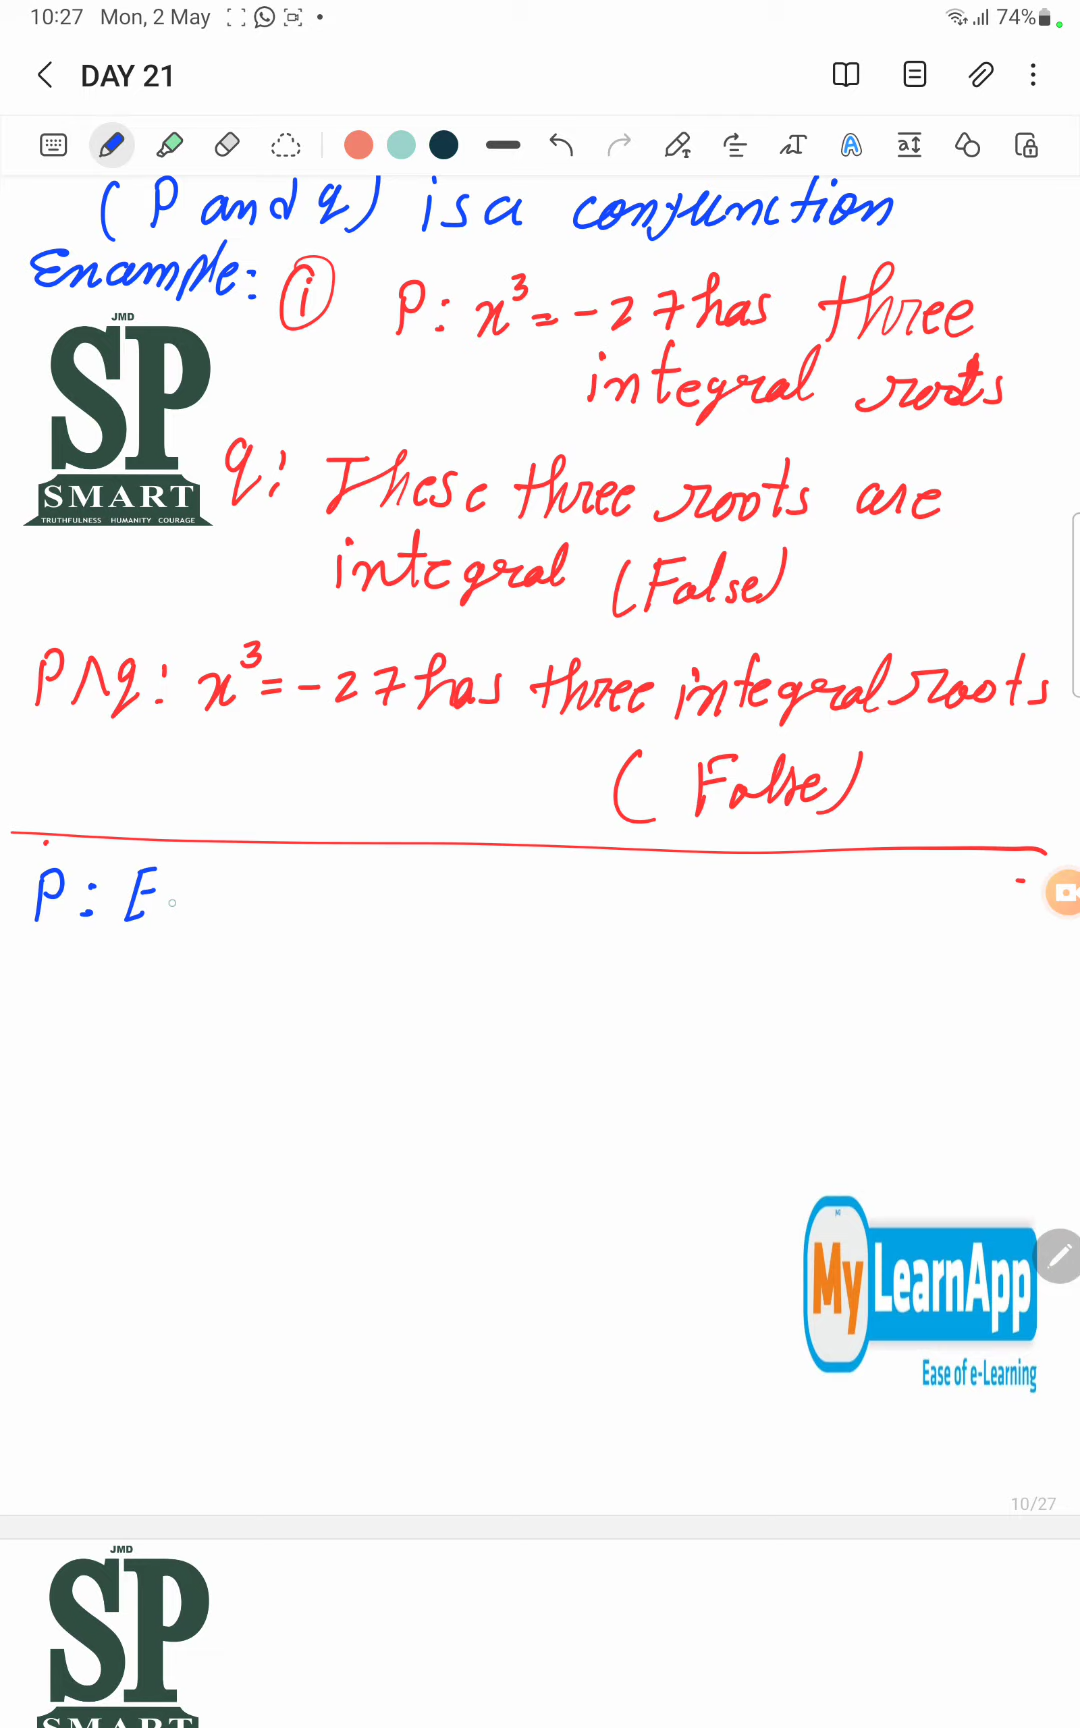 10:27 Mon, 2 May
74%
DAY 21
(P and q) is a conjunction
Example: i P: x³ = -27 has three
integral roots
JMD
SP
SMART
TRUTHFULNESS HUMANITY COURAGE
q: These three roots are
integral (False)
P∧q: x³ = -27 has three integral roots
(False)
P: E
My LearnApp
Ease of e-Learning
10/27
JMD
SP
SMART